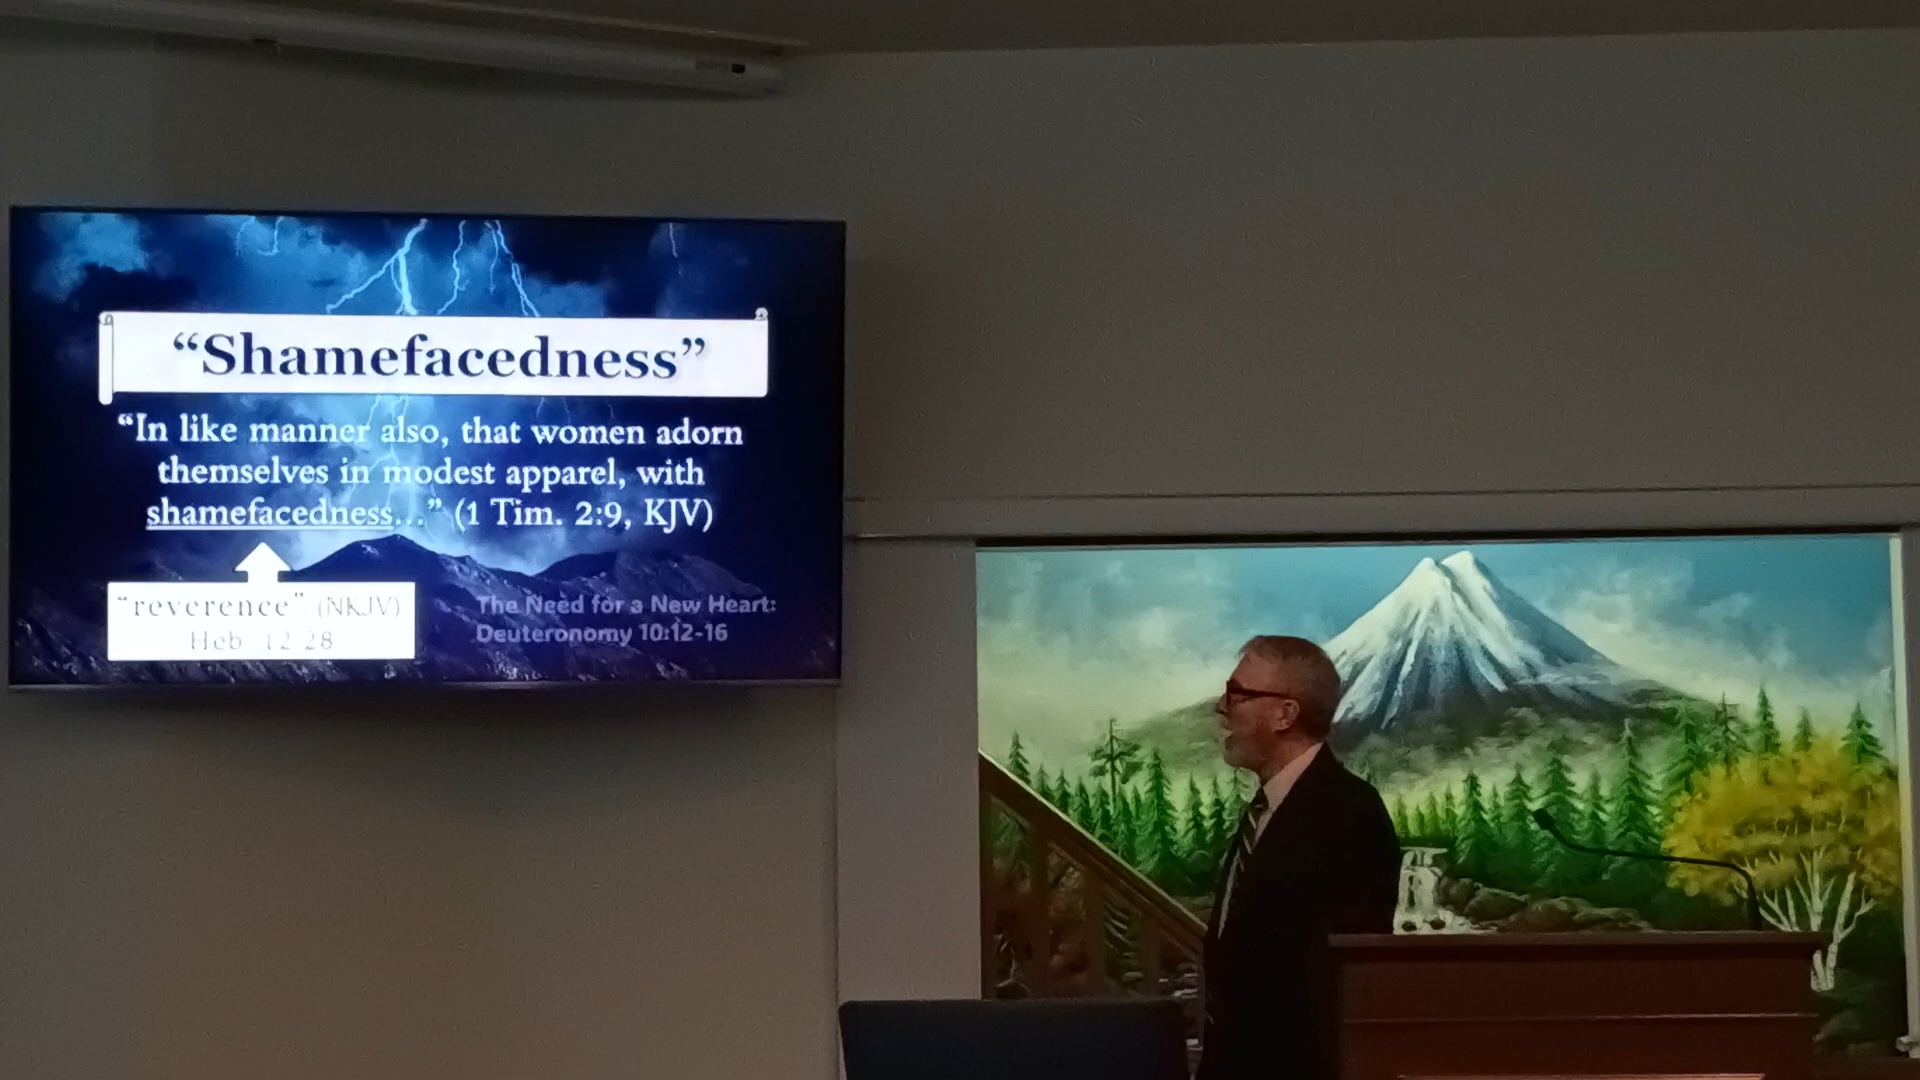 “Shamefacedness”
“In like manner also, that women adorn
themselves in modest apparel, with
shamefacedness...” (1 Tim. 2:9, KJV)
“reverence” (NKJV)
Heb. 12:28
The Need for a New Heart:
Deuteronomy 10:12-16